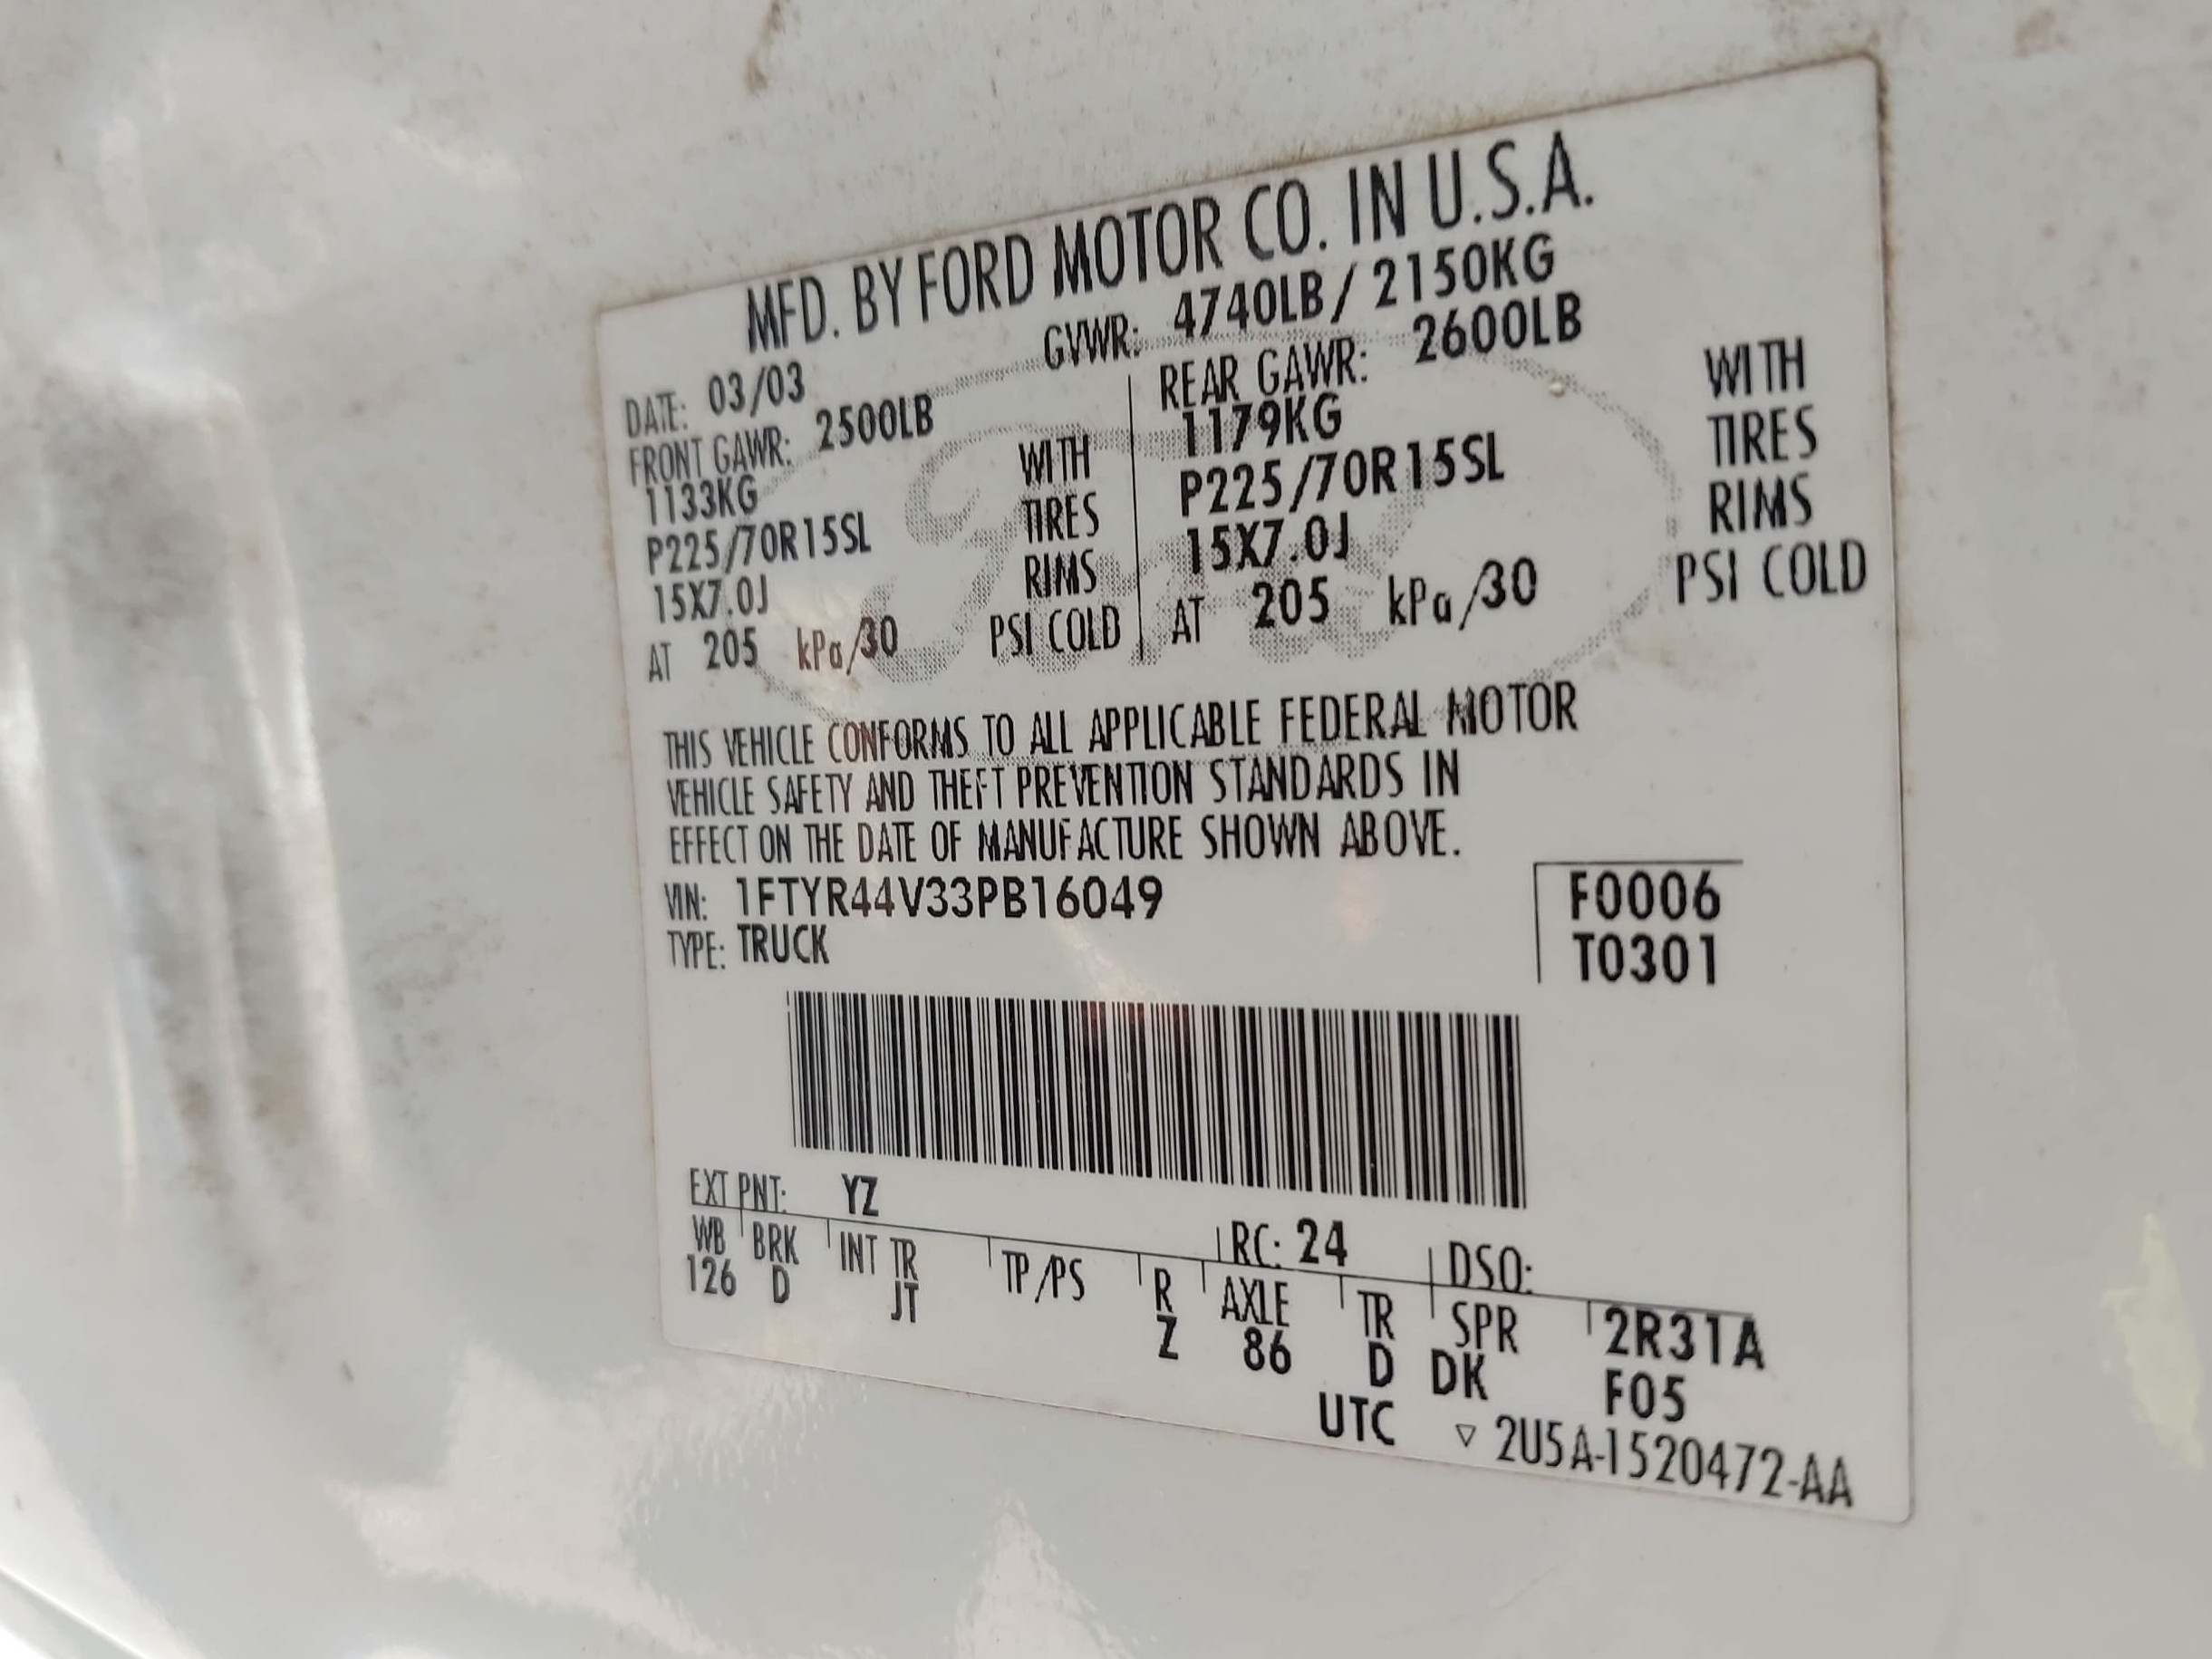 MFD. BY FORD MOTOR CO. IN U.S.A.
DATE: 03/03 GVWR: 4740LB/ 2150KG
FRONT GAWR: 2500LB REAR GAWR: 2600LB
1133KG WITH 1179KG WITH
P225/70R15SL TIRES P225/70R15SL TIRES
15X7.0J RIMS 15X7.0J RIMS
AT 205 kPa/30 PSI COLD AT 205 kPa/30 PSI COLD
THIS VEHICLE CONFORMS TO ALL APPLICABLE FEDERAL MOTOR
VEHICLE SAFETY AND THEFT PREVENTION STANDARDS IN
EFFECT ON THE DATE OF MANUFACTURE SHOWN ABOVE.
VIN: 1FTYR44V33PB16049 F0006
TYPE: TRUCK T0301
EXT PNT: YZ RC: 24 DSO:
WB BRK INT TR TP/PS R AXLE TR SPR 2R31A
126 D JT Z 86 D DK F05
UTC ▽ 2U5A-1520472-AA
Ford